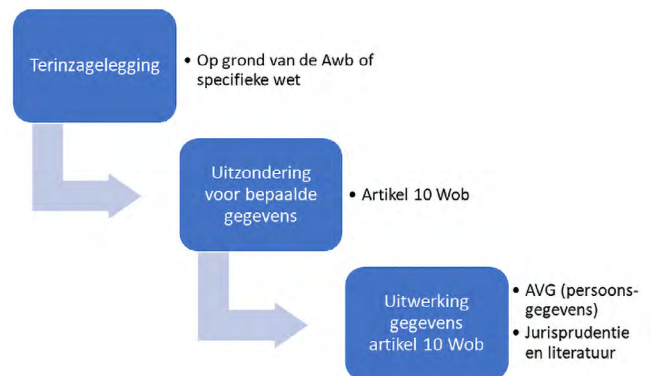 Terinzagelegging
• Op grond van de Awb of
specifieke wet
Uitzondering
voor bepaalde
gegevens
• Artikel 10 Wob
Uitwerking
gegevens
artikel 10 Wob
• AVG (persoons-
gegevens)
• Jurisprudentie
en literatuur